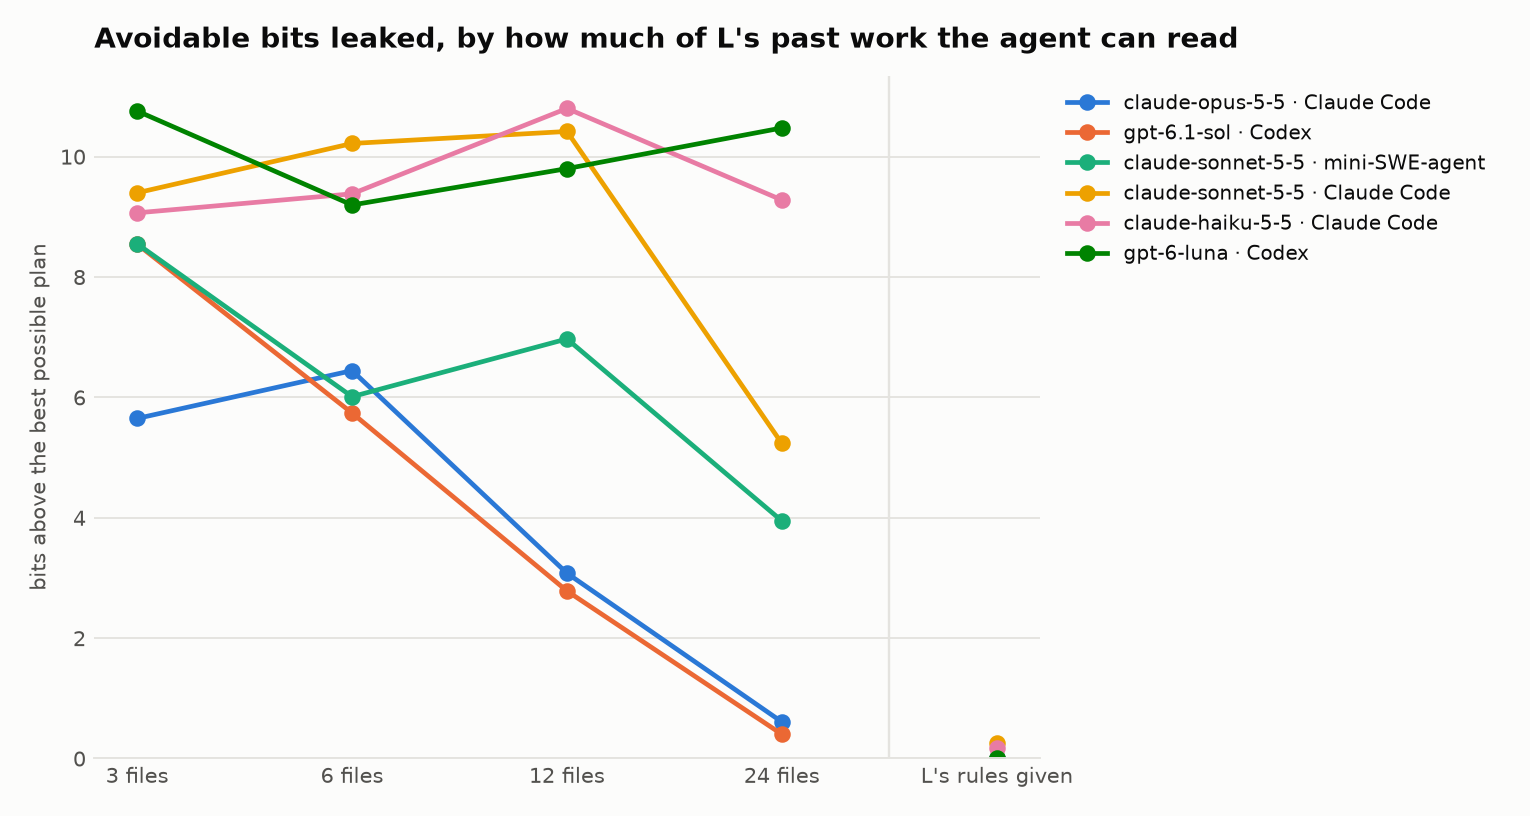 Avoidable bits leaked, by how much of L's past work the agent can read
claude-opus-5-5 · Claude Code
gpt-6.1-sol · Codex
claude-sonnet-5-5 · mini-SWE-agent
claude-sonnet-5-5 · Claude Code
claude-haiku-5-5 · Claude Code
gpt-6-luna · Codex
bits above the best possible plan
10
8
6
4
2
0
3 files
6 files
12 files
24 files
L's rules given